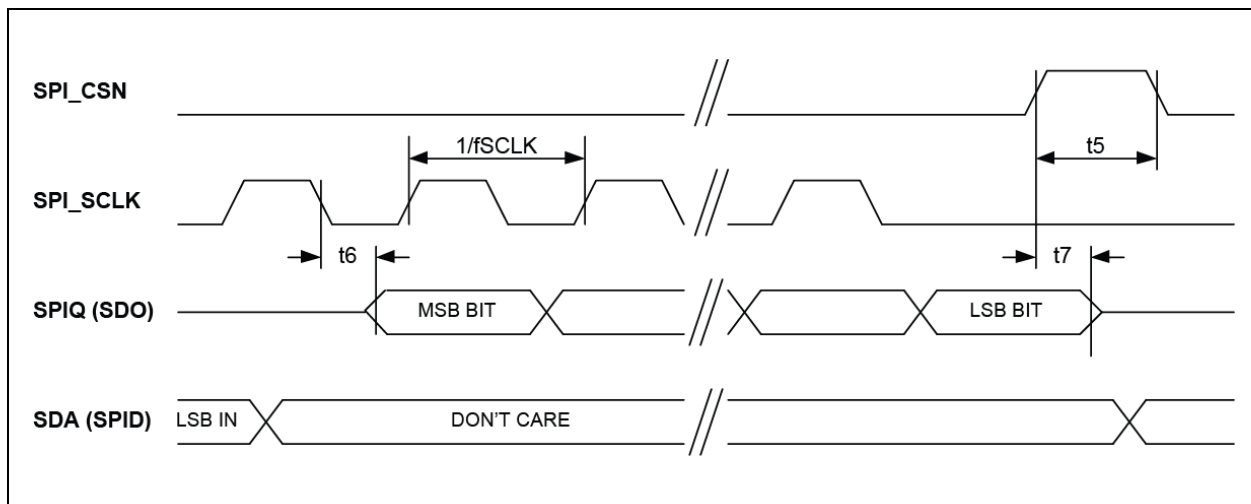 SPI_CSN
1/fSCLK
t5
SPI_SCLK
t6
t7
SPIQ (SDO)
MSB BIT
LSB BIT
SDA (SPID)
LSB IN
DON'T CARE